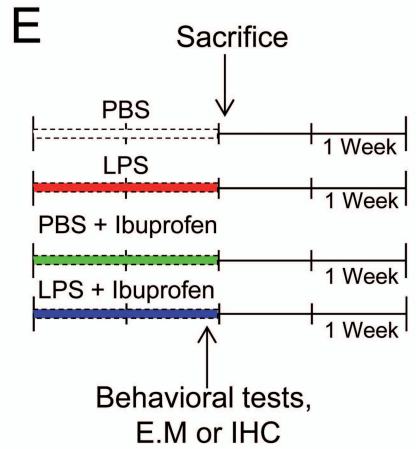 E
Sacrifice
PBS
1 Week
LPS
1 Week
PBS + Ibuprofen
1 Week
LPS + Ibuprofen
1 Week
Behavioral tests,
E.M or IHC